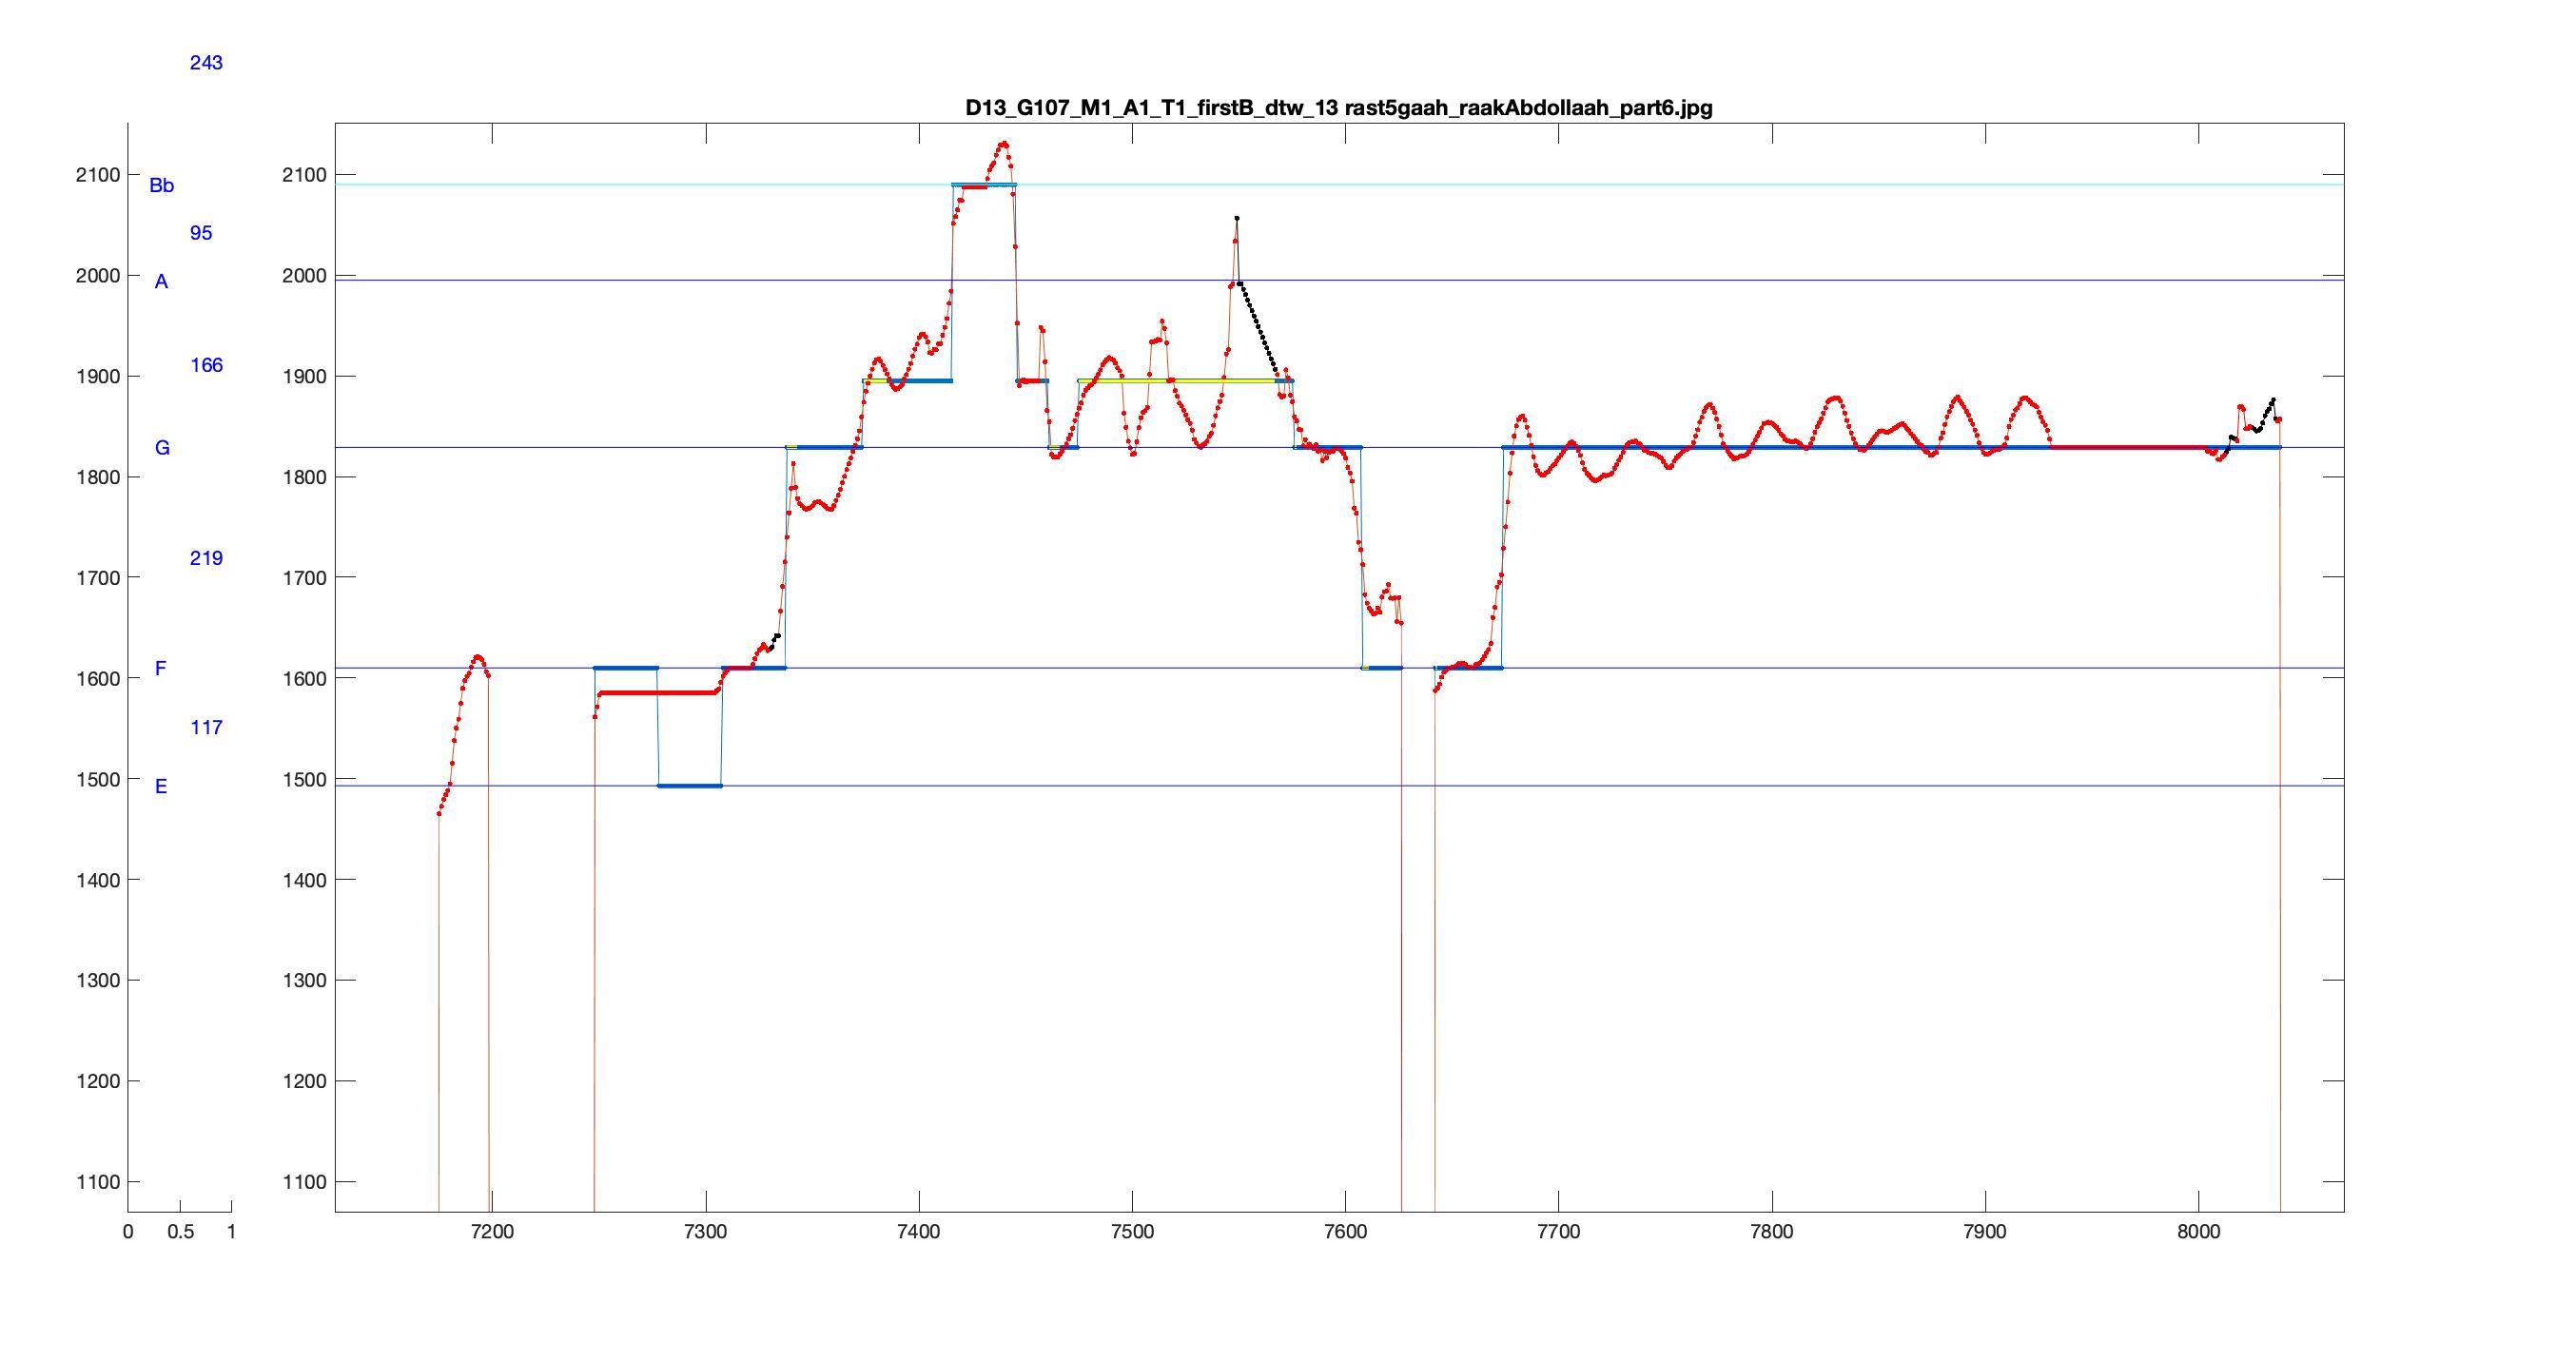 243
D13_G107_M1_A1_T1_firstB_dtw_13 rast5gaah_raakAbdollaah_part6.jpg
2100 Bb 2100
95
2000 A 2000
166
1900 1900
G
1800 1800
219
1700 1700
F
1600 1600
117
1500 E 1500
1400 1400
1300 1300
1200 1200
1100 1100
0 0.5 1 7200 7300 7400 7500 7600 7700 7800 7900 8000